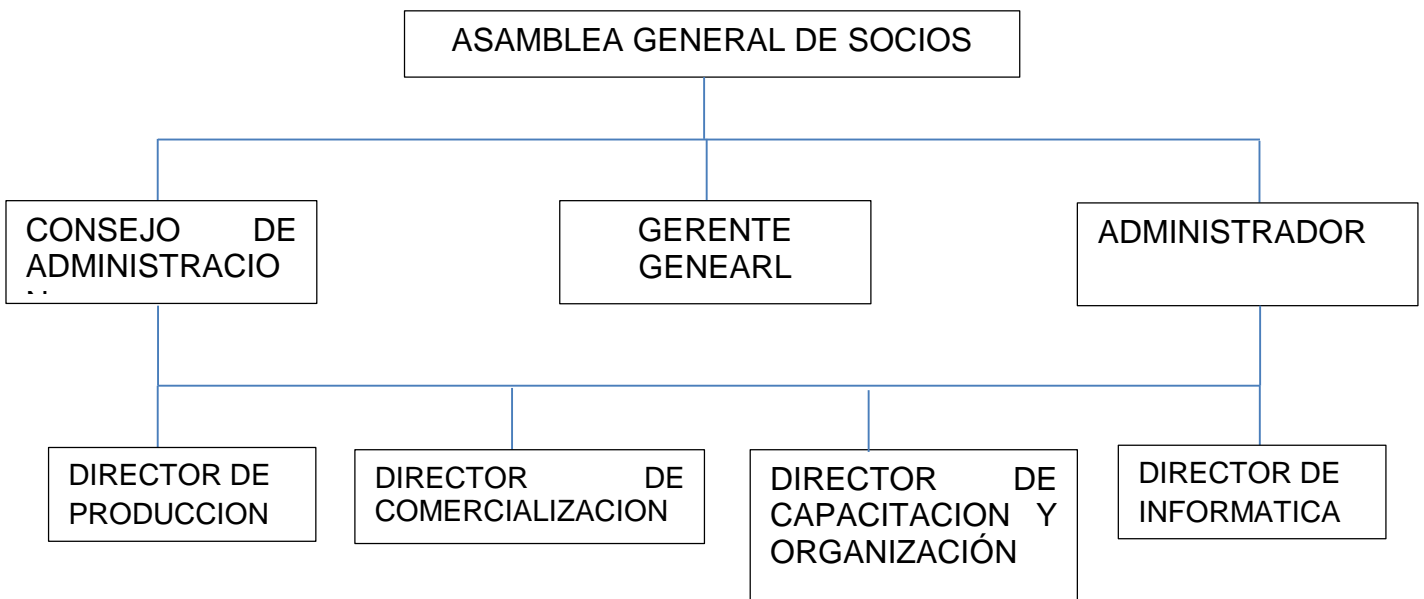 ASAMBLEA GENERAL DE SOCIOS
CONSEJO DE
ADMINISTRACIO
GERENTE
GENEARL
ADMINISTRADOR
DIRECTOR DE
PRODUCCION
DIRECTOR DE
COMERCIALIZACION
DIRECTOR DE
CAPACITACION Y
ORGANIZACIÓN
DIRECTOR DE
INFORMATICA